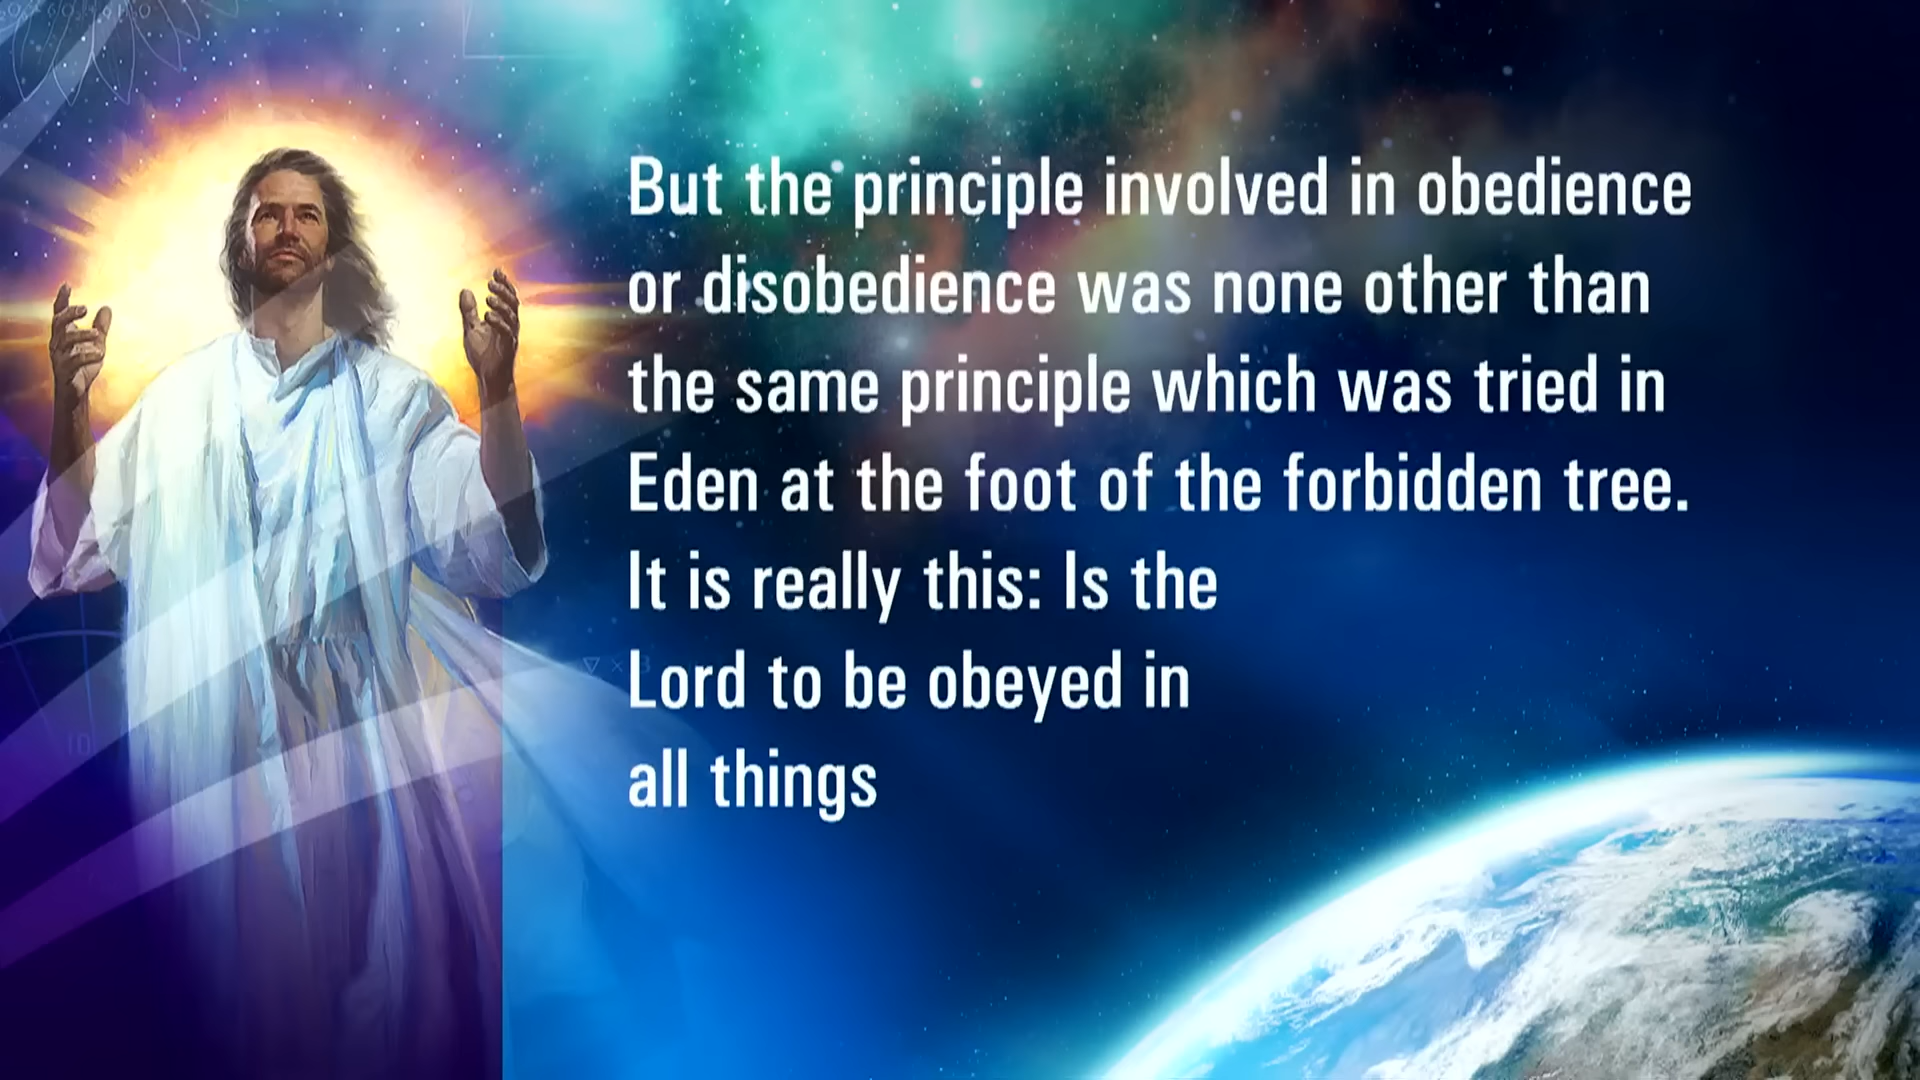 But the principle involved in obedience
or disobedience was none other than
the same principle which was tried in
Eden at the foot of the forbidden tree.
It is really this: Is the
Lord to be obeyed in
all things